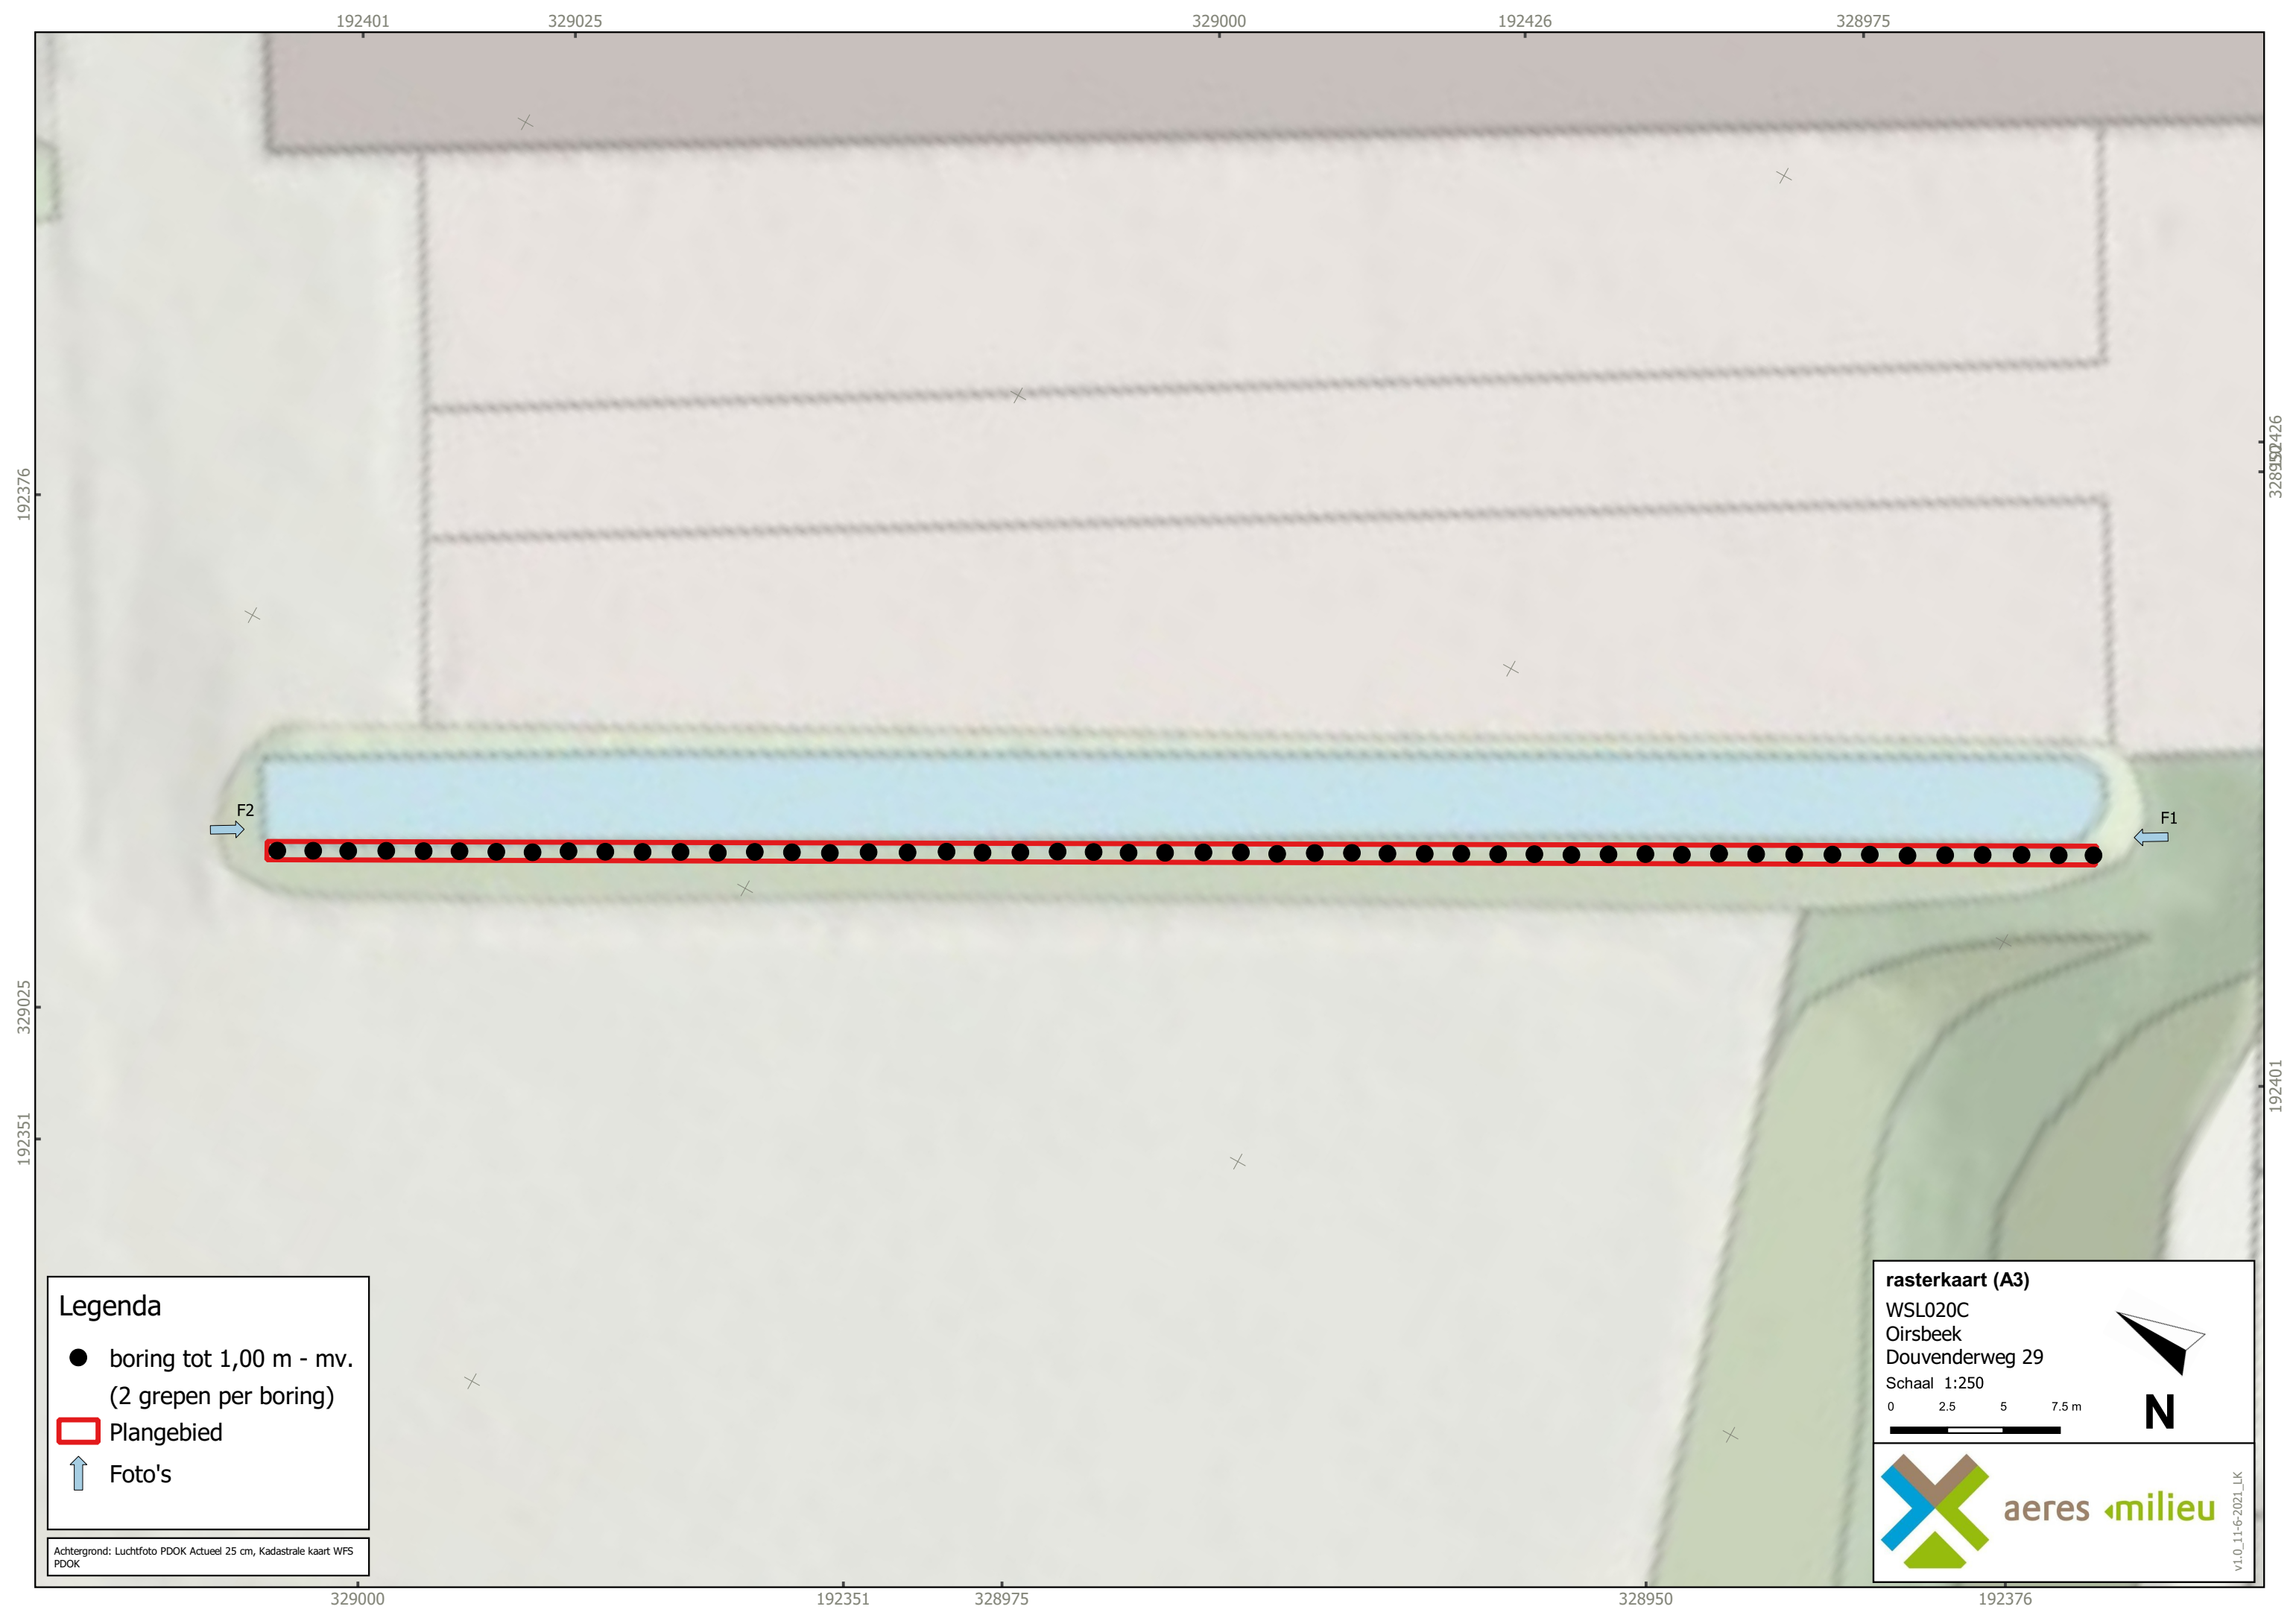 192401
329025
329000
192426
328975
192376
329025
192351
192426
328950
192401
F2
F1
Legenda
boring tot 1,00 m - mv.
(2 grepen per boring)
Plangebied
Foto's
Achtergrond: Luchtfoto PDOK Actueel 25 cm, Kadastrale kaart WFS
PDOK
rasterkaart (A3)
WSL020C
Oirsbeek
Douvenderweg 29
Schaal 1:250
0 2.5 5 7.5 m
N
aeres milieu
v1.0_11-6-2021_LK
329000
192351
328975
328950
192376